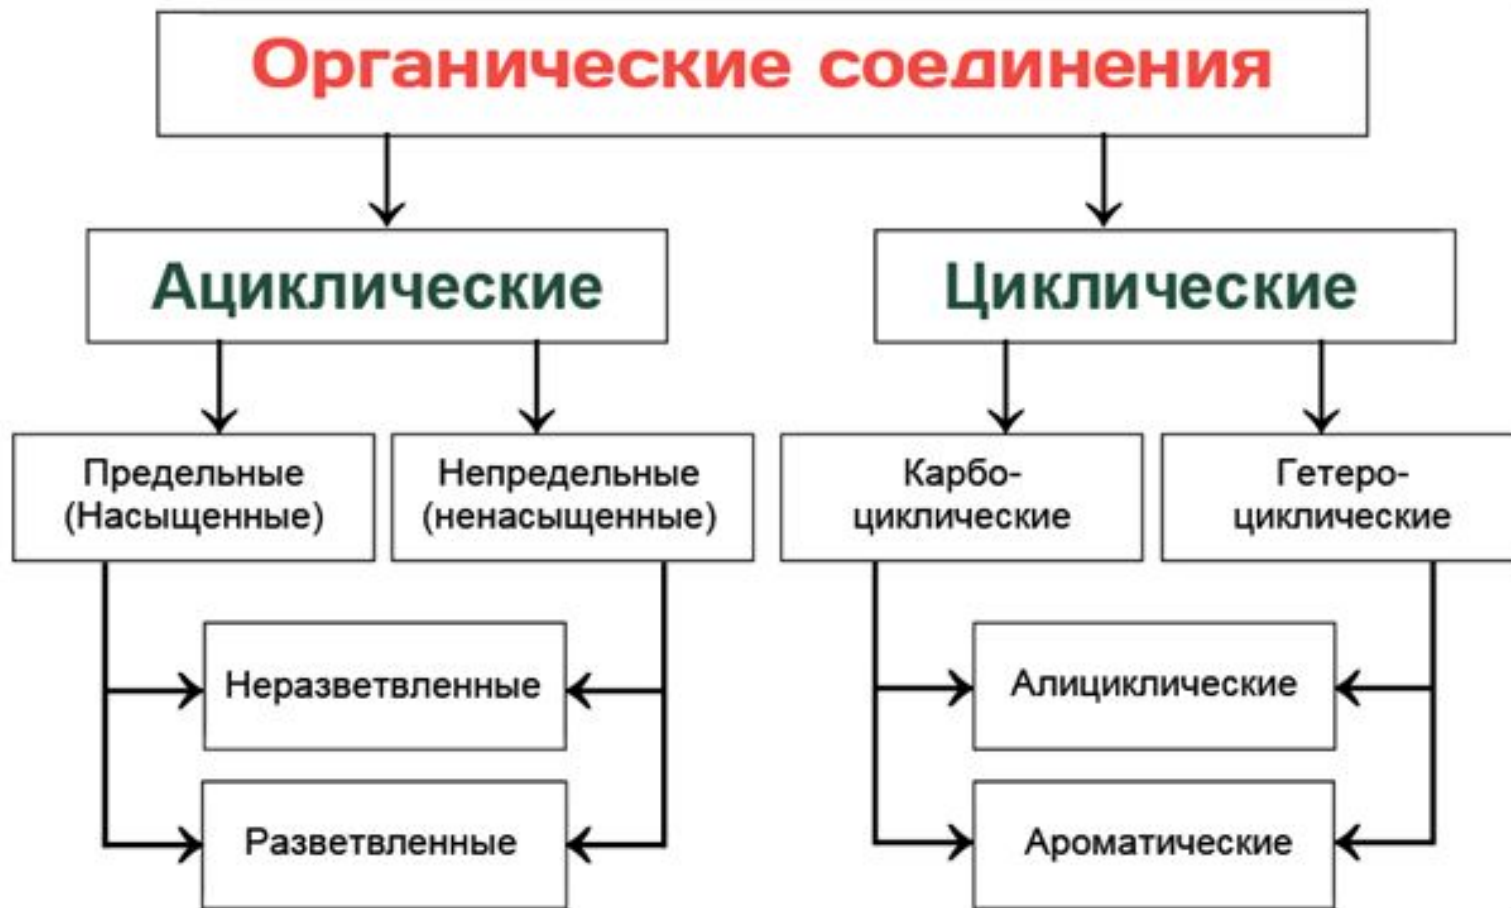 Органические соединения
Ациклические
Циклические
Предельные
(Насыщенные)
Непредельные
(ненасыщенные)
Карбо-
циклические
Гетеро-
циклические
Неразветвленные
Алициклические
Разветвленные
Ароматические